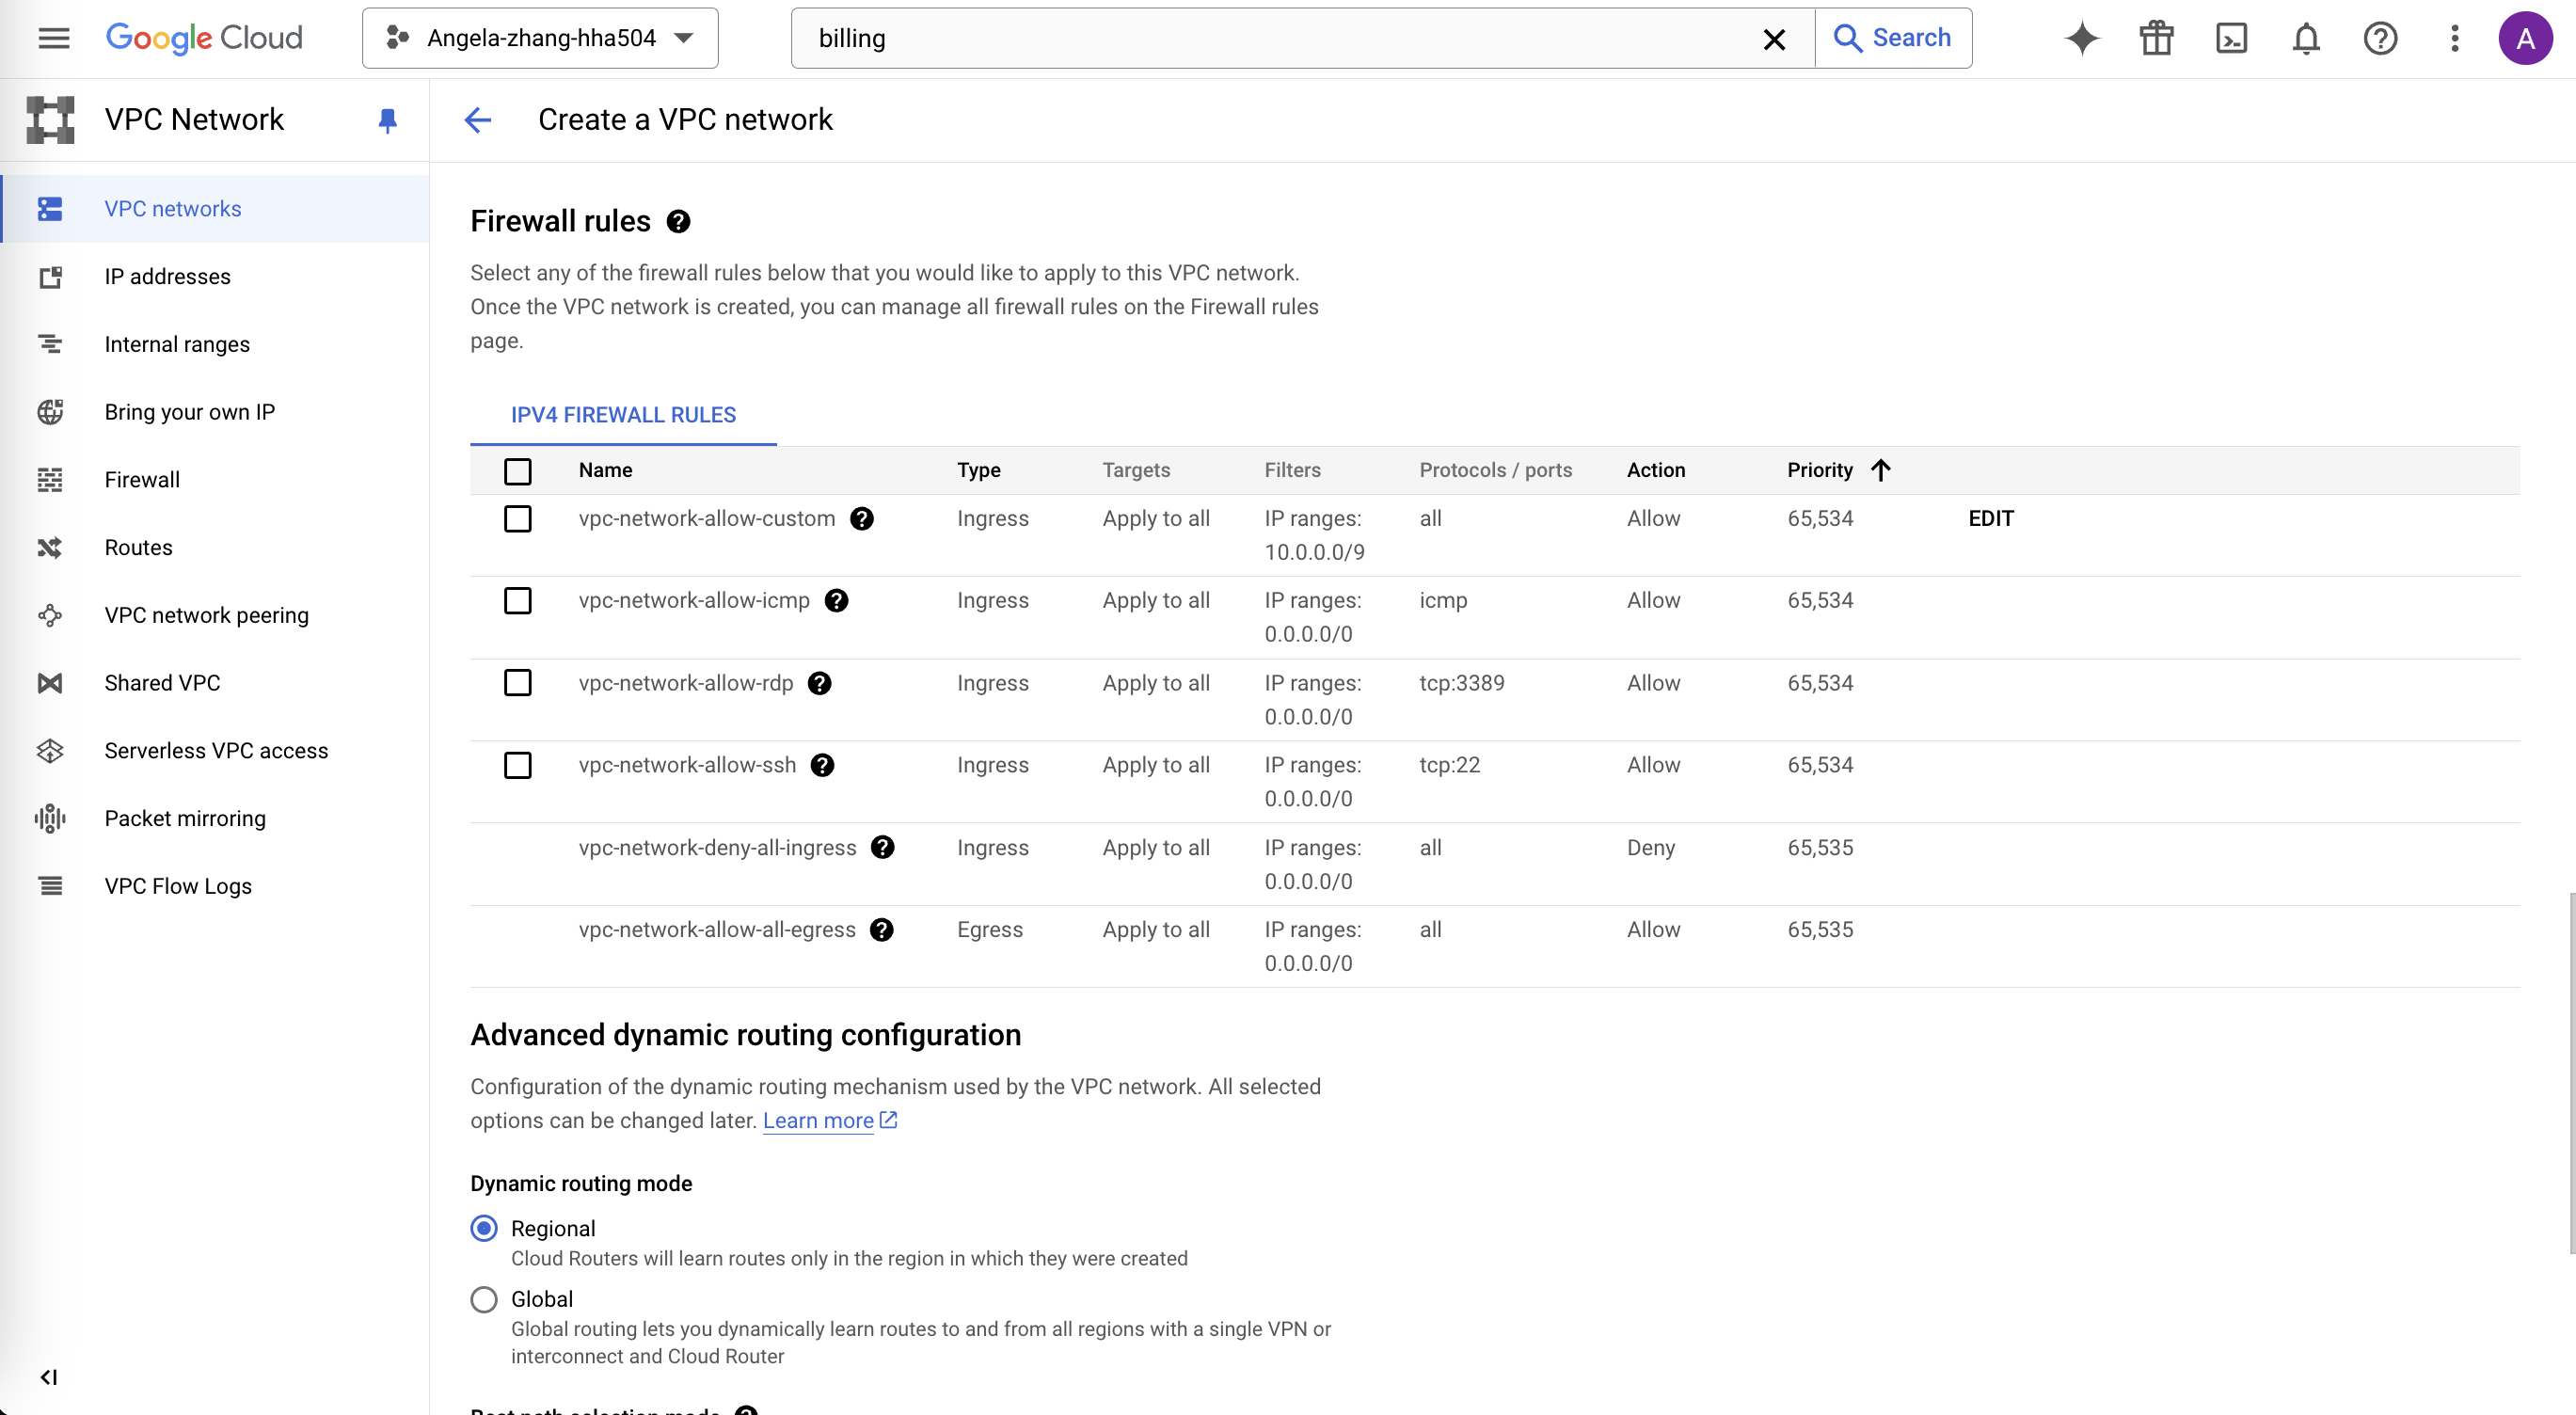 Google Cloud
Angela-zhang-hha504
billing
Search
A
VPC Network
Create a VPC network
VPC networks
IP addresses
Internal ranges
Bring your own IP
Firewall
Routes
VPC network peering
Shared VPC
Serverless VPC access
Packet mirroring
VPC Flow Logs
Firewall rules
Select any of the firewall rules below that you would like to apply to this VPC network.
Once the VPC network is created, you can manage all firewall rules on the Firewall rules
page.
IPV4 FIREWALL RULES
Name Type Targets Filters Protocols / ports Action Priority
vpc-network-allow-custom Ingress Apply to all IP ranges: all Allow 65,534 EDIT
10.0.0.0/9
vpc-network-allow-icmp Ingress Apply to all IP ranges: icmp Allow 65,534
0.0.0.0/0
vpc-network-allow-rdp Ingress Apply to all IP ranges: tcp:3389 Allow 65,534
0.0.0.0/0
vpc-network-allow-ssh Ingress Apply to all IP ranges: tcp:22 Allow 65,534
0.0.0.0/0
vpc-network-deny-all-ingress Ingress Apply to all IP ranges: all Deny 65,535
0.0.0.0/0
vpc-network-allow-all-egress Egress Apply to all IP ranges: all Allow 65,535
0.0.0.0/0
Advanced dynamic routing configuration
Configuration of the dynamic routing mechanism used by the VPC network. All selected
options can be changed later. Learn more
Dynamic routing mode
Regional
Cloud Routers will learn routes only in the region in which they were created
Global
Global routing lets you dynamically learn routes to and from all regions with a single VPN or
interconnect and Cloud Router
Best path selection mode